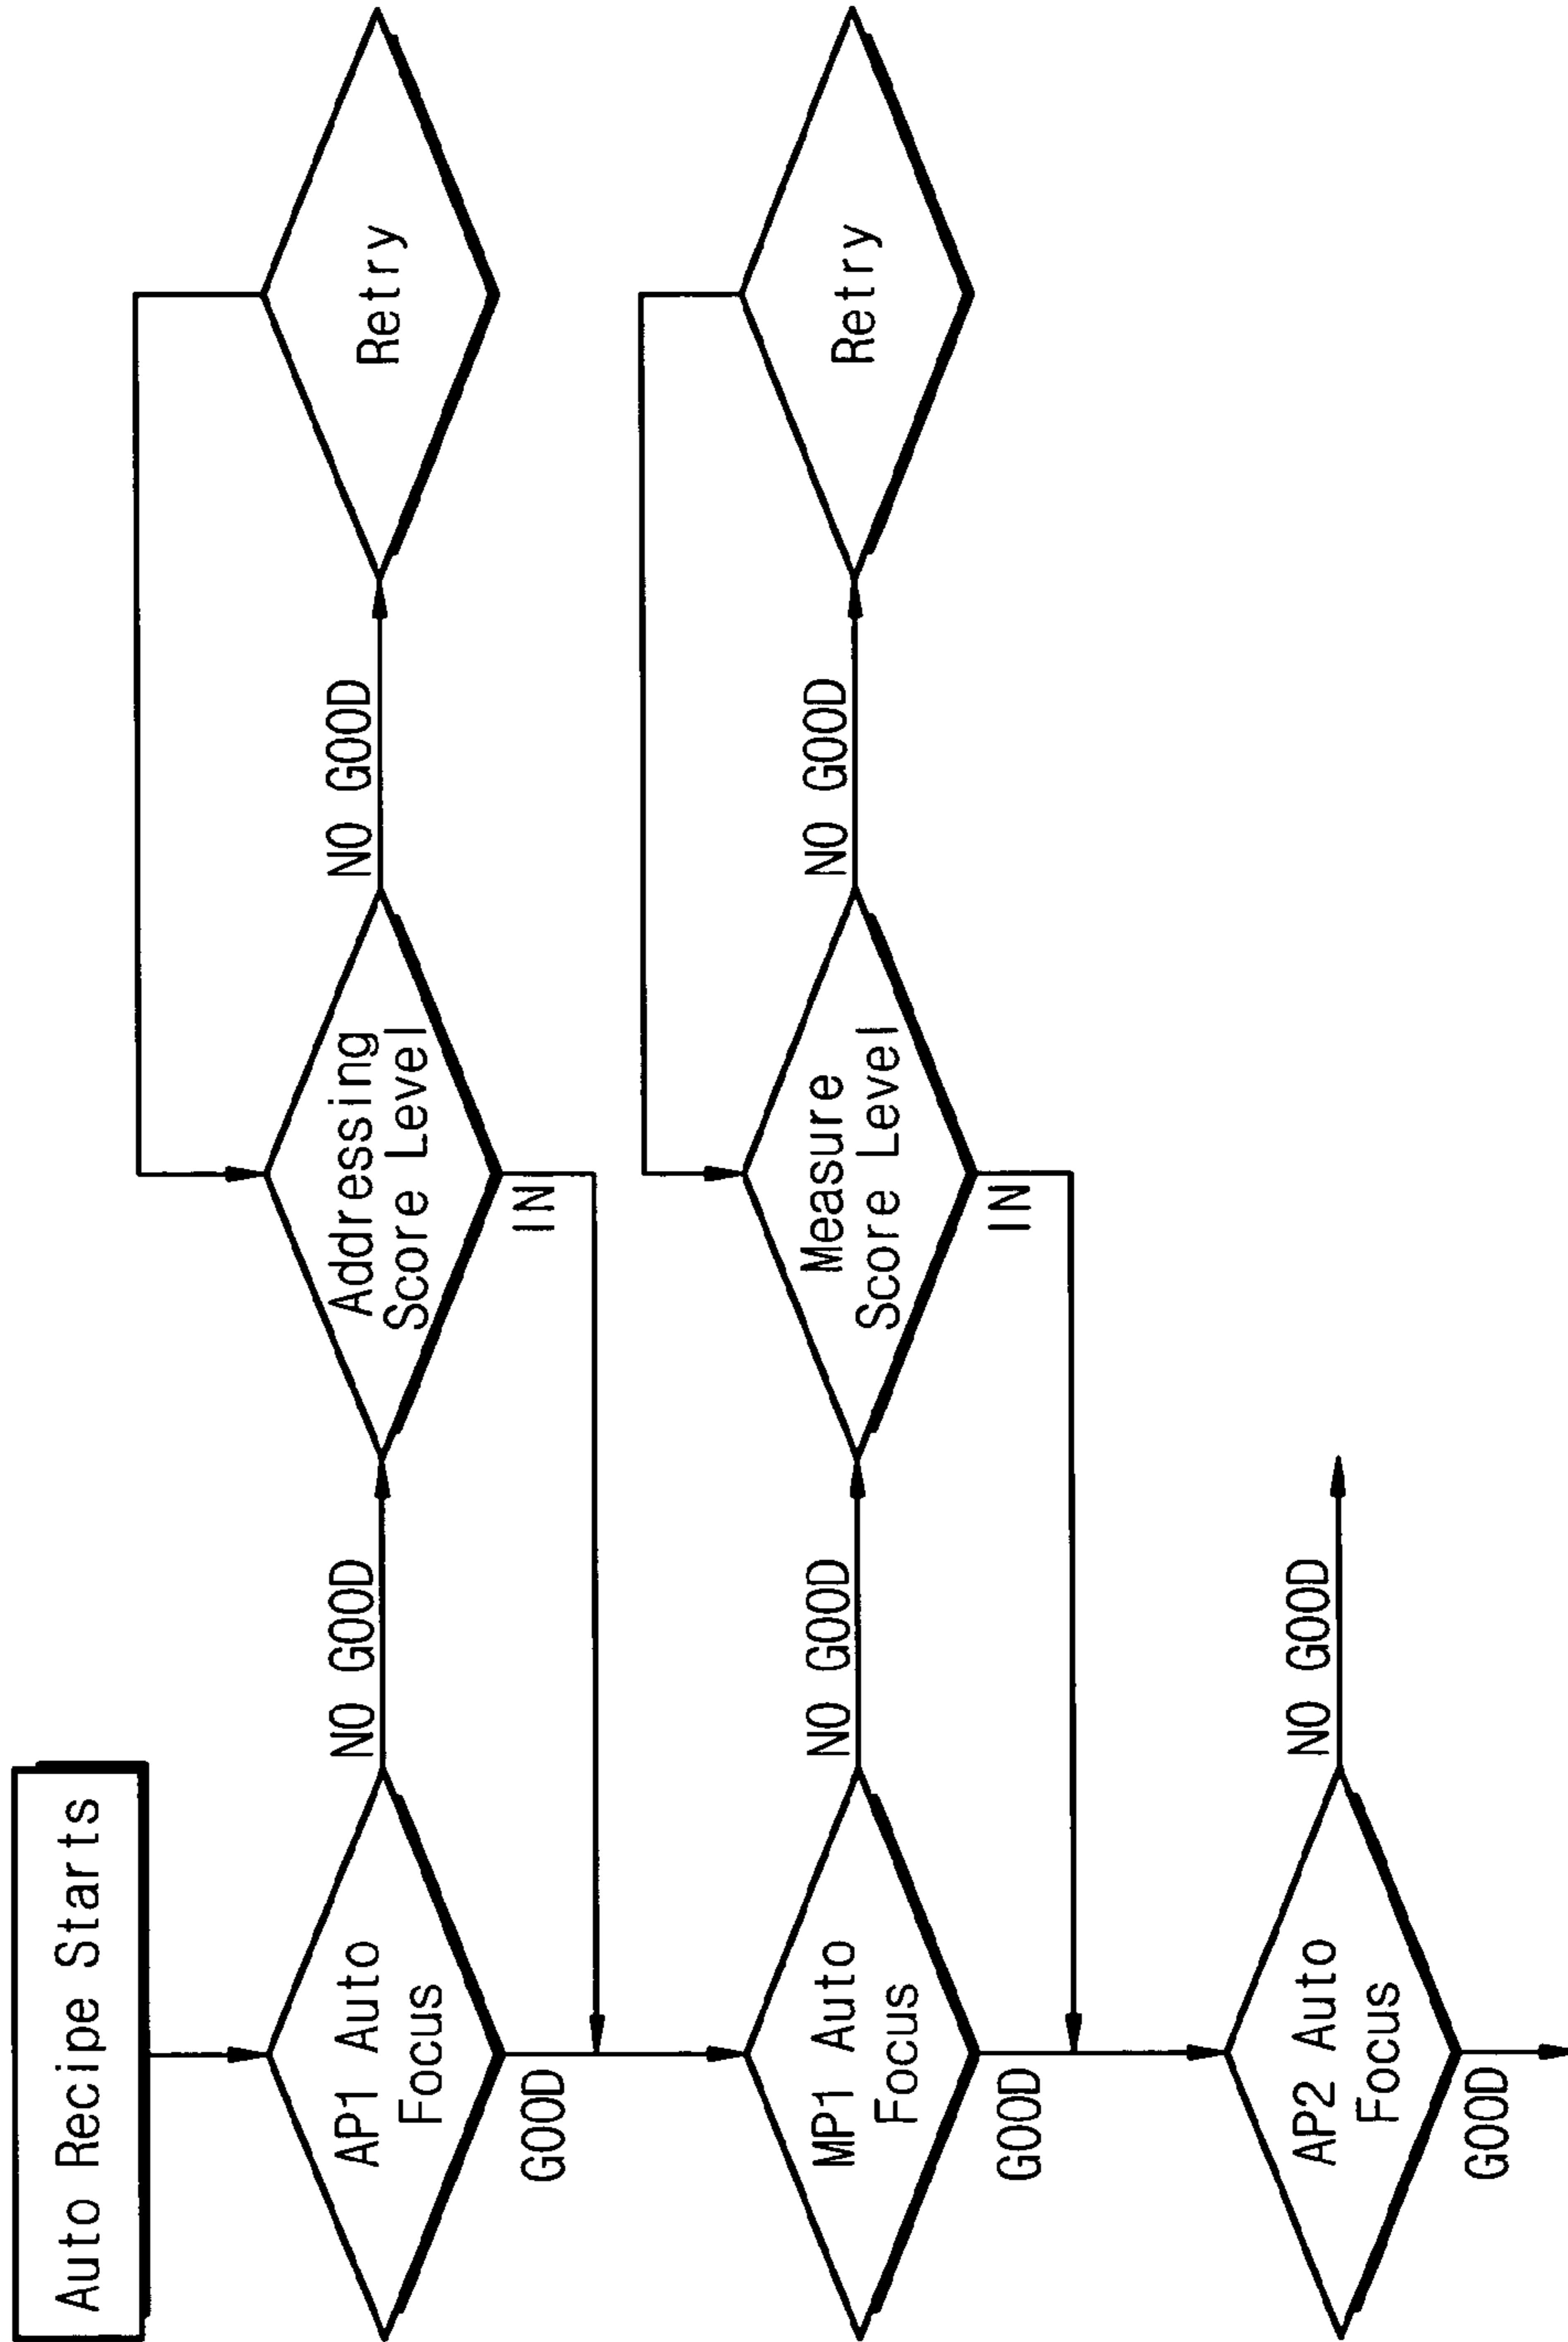 Auto Recipe Starts
AP1 Auto
Focus
NO GOOD
Addressing
Score Level
NO GOOD
Retry
GOOD
IN
MP1 Auto
Focus
NO GOOD
Measure
Score Level
NO GOOD
Retry
GOOD
IN
AP2 Auto
Focus
NO GOOD
GOOD